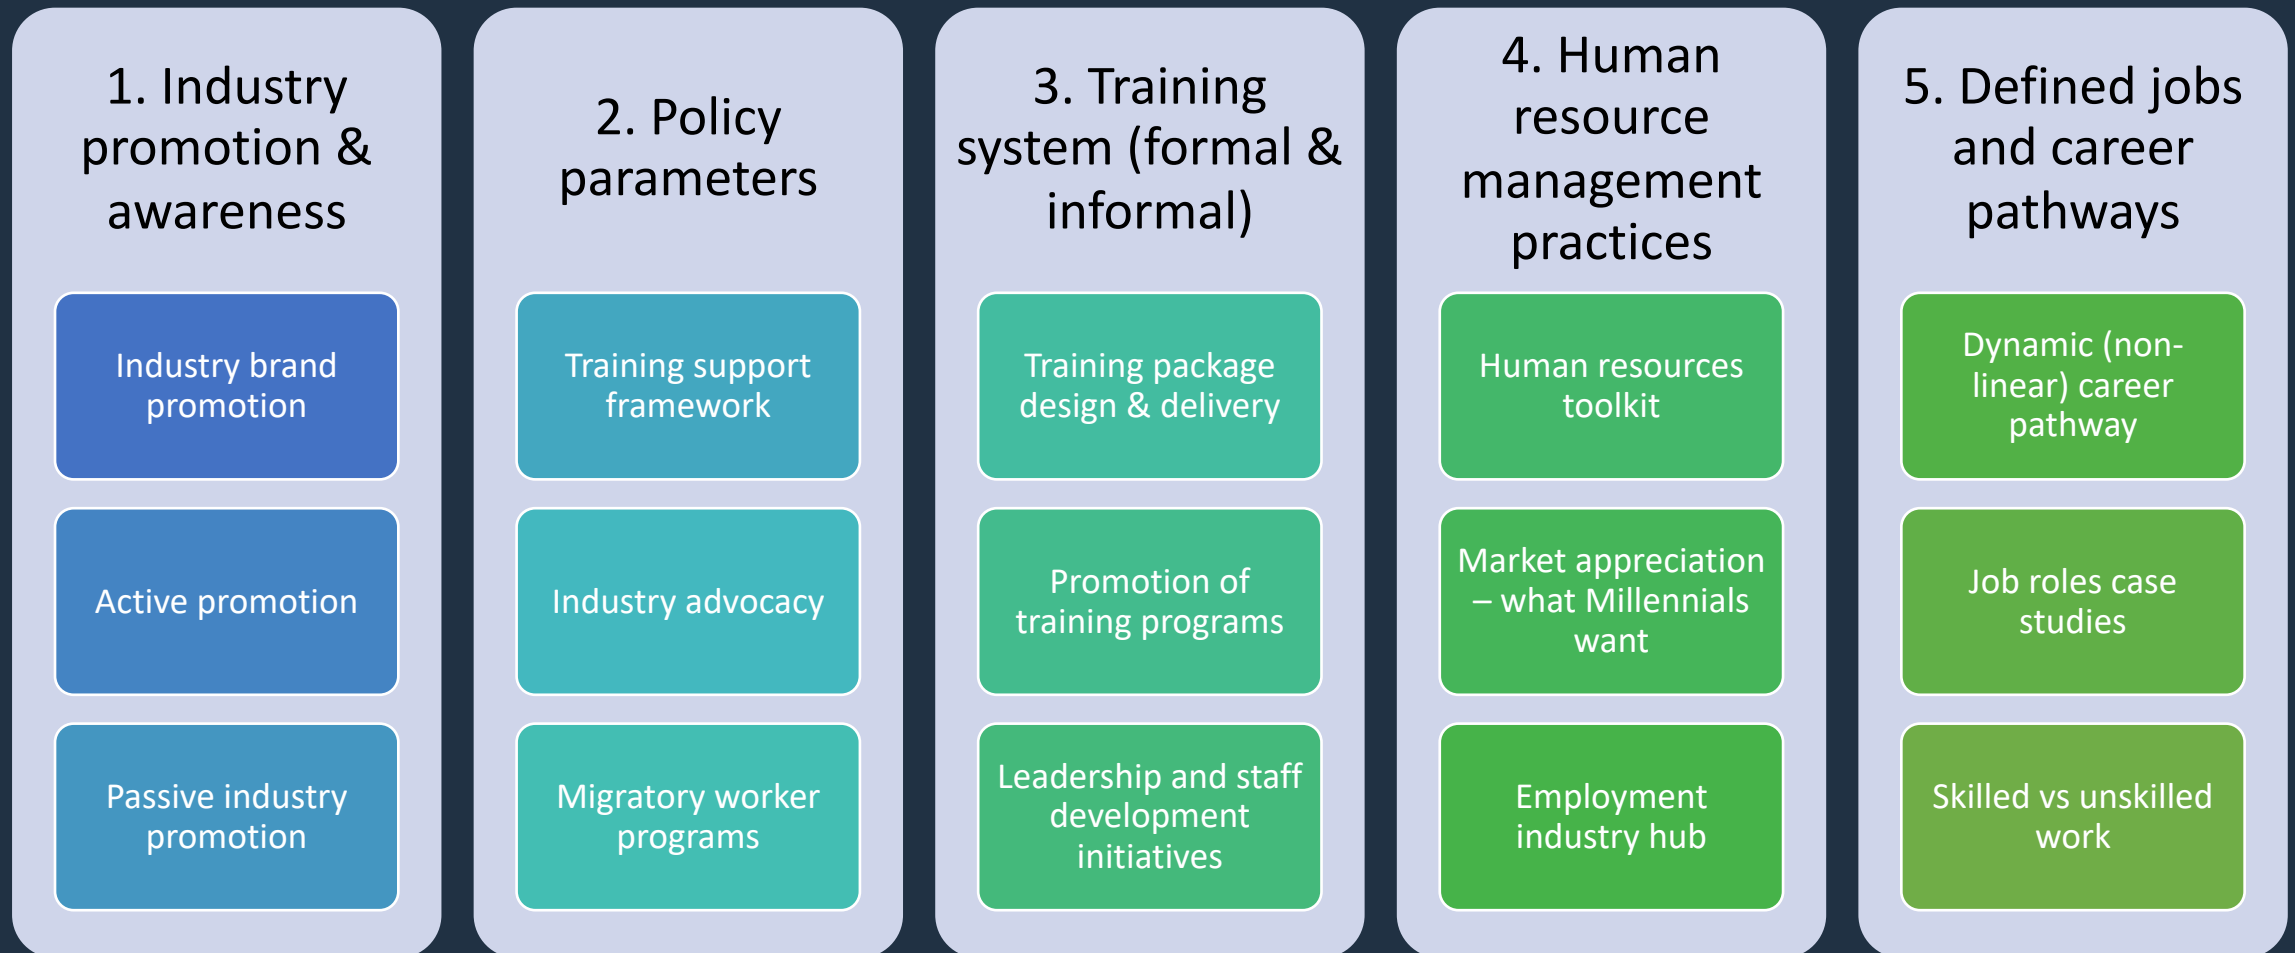 1. Industry
promotion &
awareness
Industry brand
promotion
Active promotion
Passive industry
promotion
2. Policy
parameters
Training support
framework
Industry advocacy
Migratory worker
programs
3. Training
system (formal &
informal)
Training package
design & delivery
Promotion of
training programs
Leadership and staff
development
initiatives
4. Human
resource
management
practices
Human resources
toolkit
Market appreciation
– what Millennials
want
Employment
industry hub
5. Defined jobs
and career
pathways
Dynamic (non-
linear) career
pathway
Job roles case
studies
Skilled vs unskilled
work